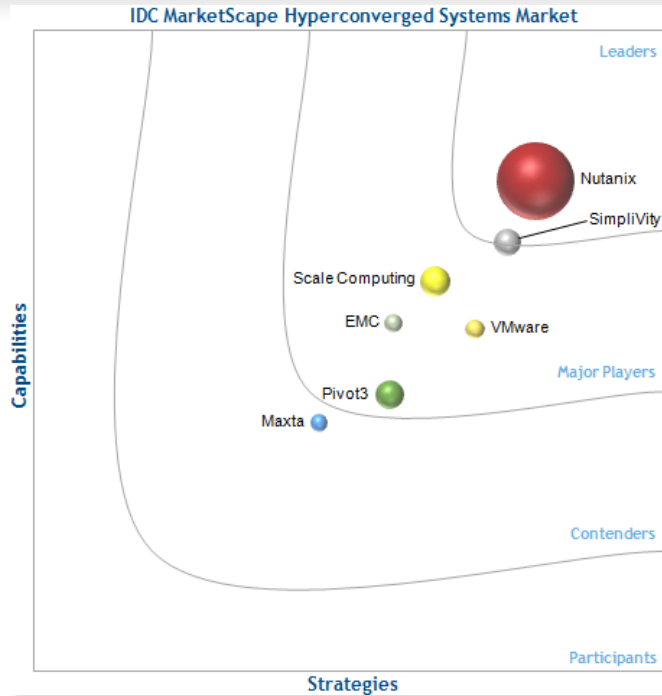 IDC MarketScape Hyperconverged Systems Market
Leaders
Nutanix
SimpliVity
Scale Computing
EMC
VMware
Major Players
Pivot3
Maxta
Contenders
Participants
Capabilities
Strategies